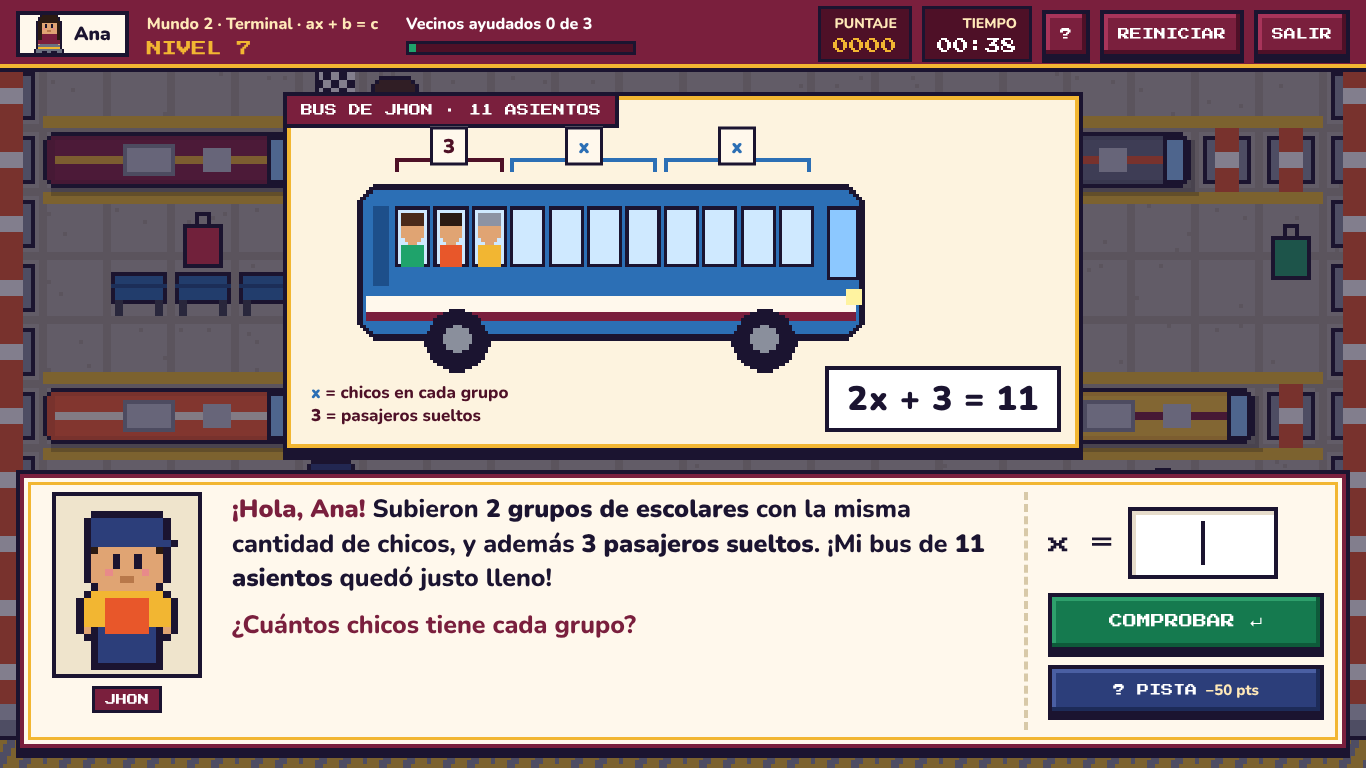 Ana
Mundo 2 · Terminal · ax + b = c
NIVEL 7
Vecinos ayudados 0 de 3
PUNTAJE
0000
TIEMPO
00:38
?
REINICIAR
SALIR
BUS DE JHON · 11 ASIENTOS
3
x
x
x = chicos en cada grupo
3 = pasajeros sueltos
2x + 3 = 11
¡Hola, Ana! Subieron 2 grupos de escolares con la misma
cantidad de chicos, y además 3 pasajeros sueltos. ¡Mi bus de 11
asientos quedó justo lleno!
¿Cuántos chicos tiene cada grupo?
JHON
x =
COMPROBAR ↵
? PISTA −50 pts